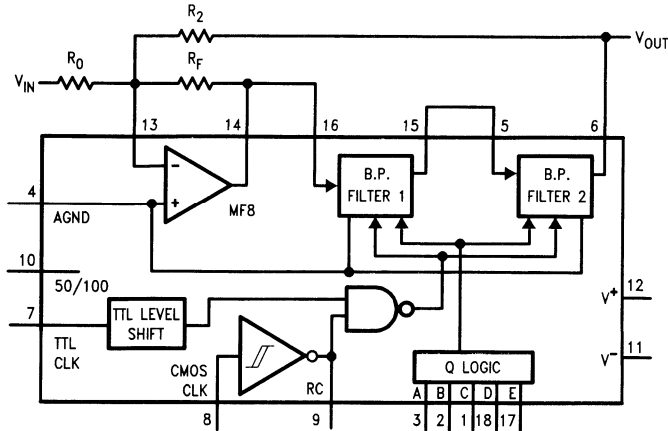 R2
VOUT
R0
RF
VIN
13 14 16 15 5 6
B.P.
FILTER 1
B.P.
FILTER 2
-
+
MF8
4
AGND
10
50/100
7
TTL
CLK
TTL LEVEL
SHIFT
12
V+
11
V-
CMOS
CLK
RC
Q LOGIC
A B C D E
8 9 3 2 1 18 17